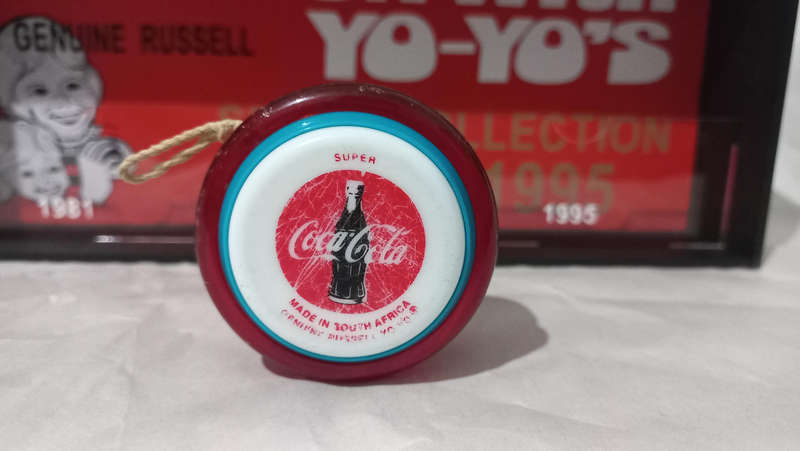 GENUINE RUSSELL
YO-YO'S
COLLECTION
1995
1981
1995
SUPER
Coca-Cola
MADE IN SOUTH AFRICA
GENUINE RUSSELL YO-YO